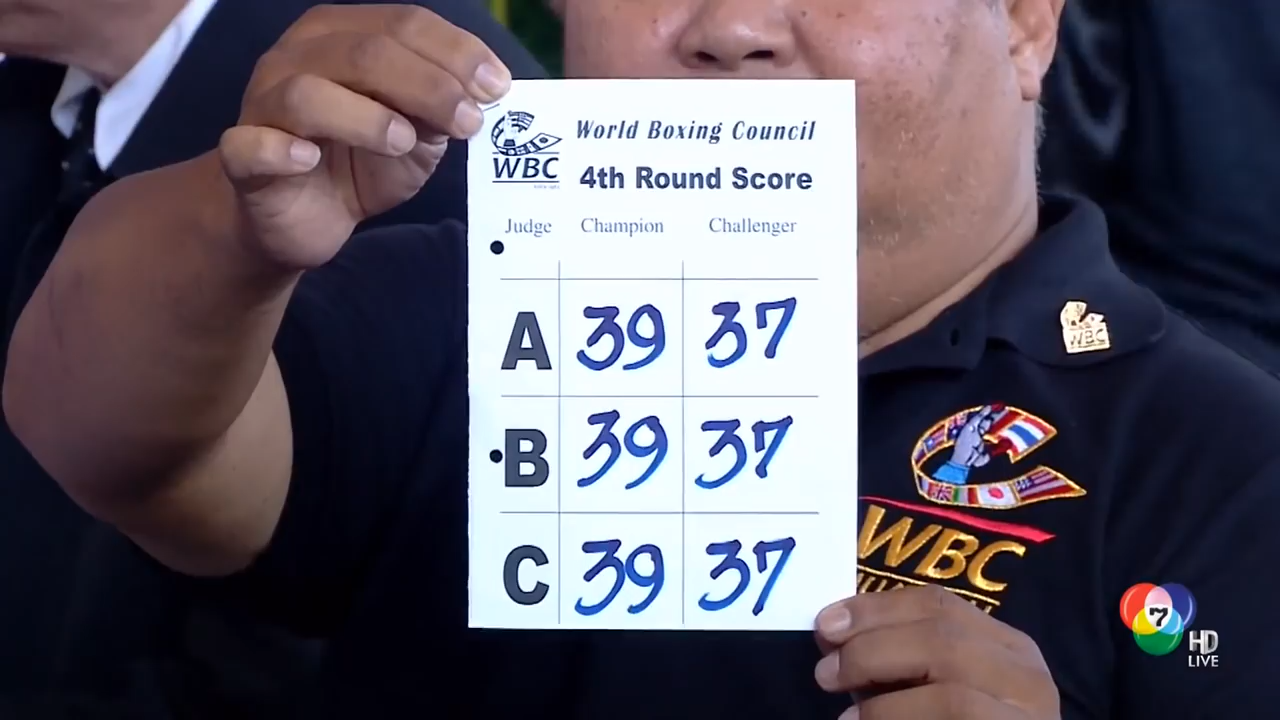 World Boxing Council
WBC
4th Round Score
Judge Champion Challenger
A 39 37
B 39 37
C 39 37
WBC
WBC
7
HD
LIVE